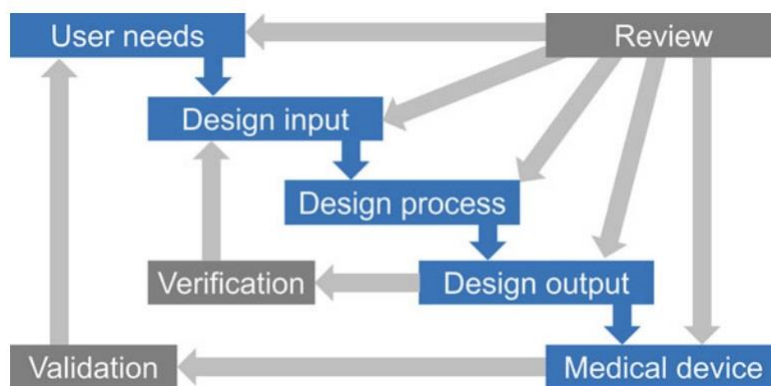 User needs
Review
Design input
Design process
Verification
Design output
Validation
Medical device